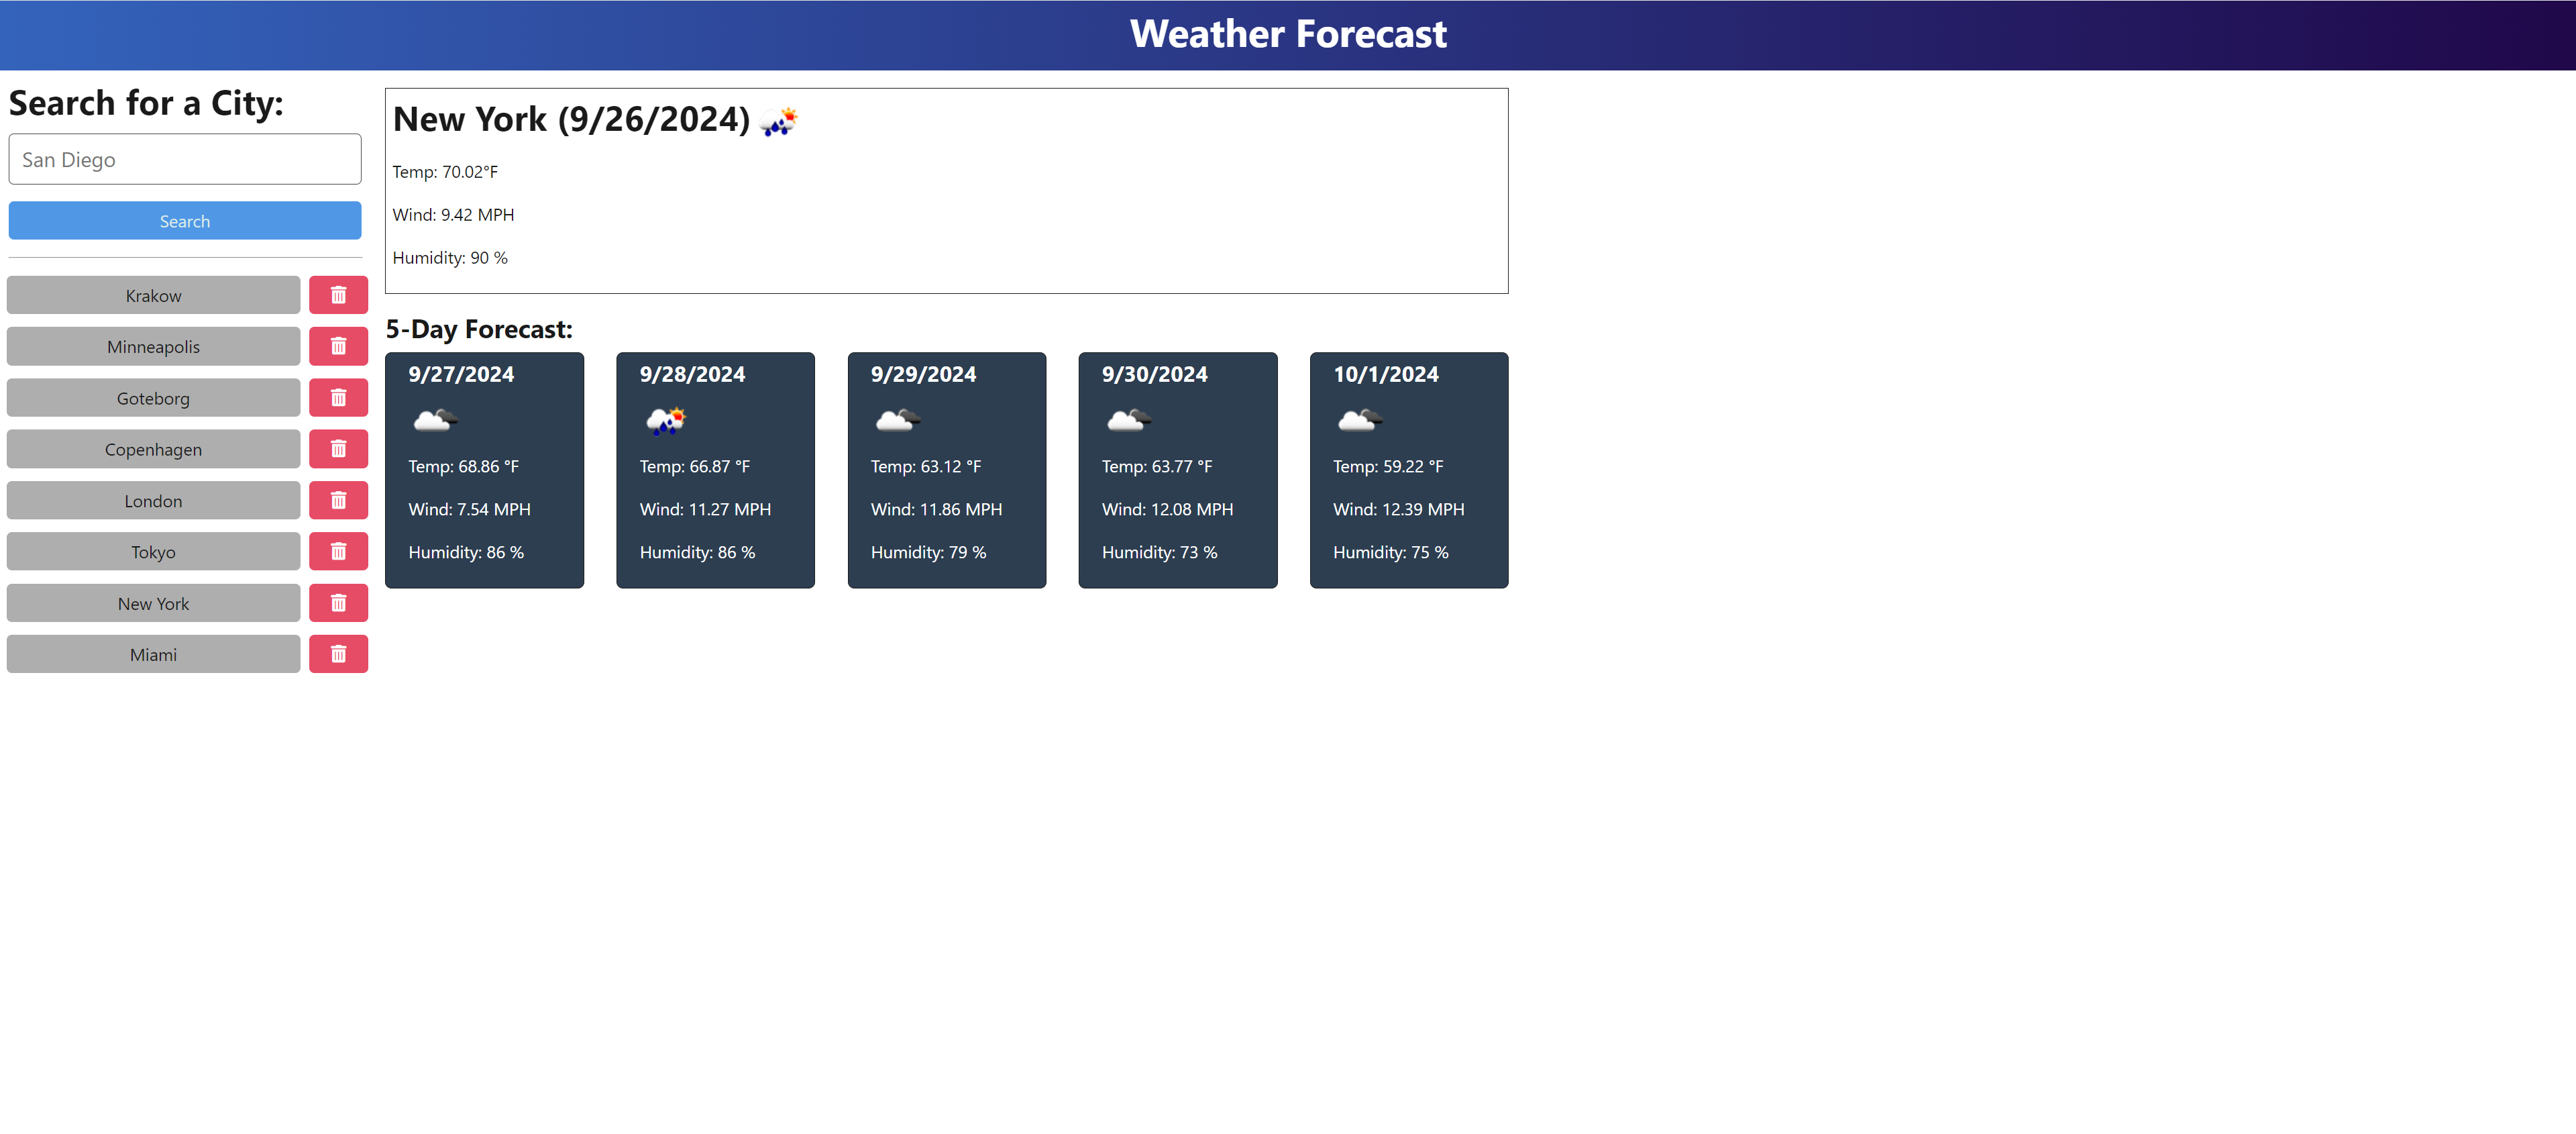 Weather Forecast
Search for a City:
San Diego
Search
Krakow
Minneapolis
Goteborg
Copenhagen
London
Tokyo
New York
Miami
New York (9/26/2024)
Temp: 70.02°F
Wind: 9.42 MPH
Humidity: 90 %
5-Day Forecast:
9/27/2024
Temp: 68.86 °F
Wind: 7.54 MPH
Humidity: 86 %
9/28/2024
Temp: 66.87 °F
Wind: 11.27 MPH
Humidity: 86 %
9/29/2024
Temp: 63.12 °F
Wind: 11.86 MPH
Humidity: 79 %
9/30/2024
Temp: 63.77 °F
Wind: 12.08 MPH
Humidity: 73 %
10/1/2024
Temp: 59.22 °F
Wind: 12.39 MPH
Humidity: 75 %